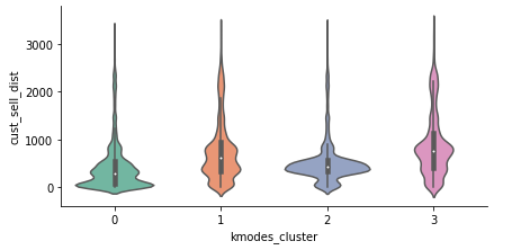 cust_sell_dist
3000
2000
1000
0
0 1 2 3
kmodes_cluster